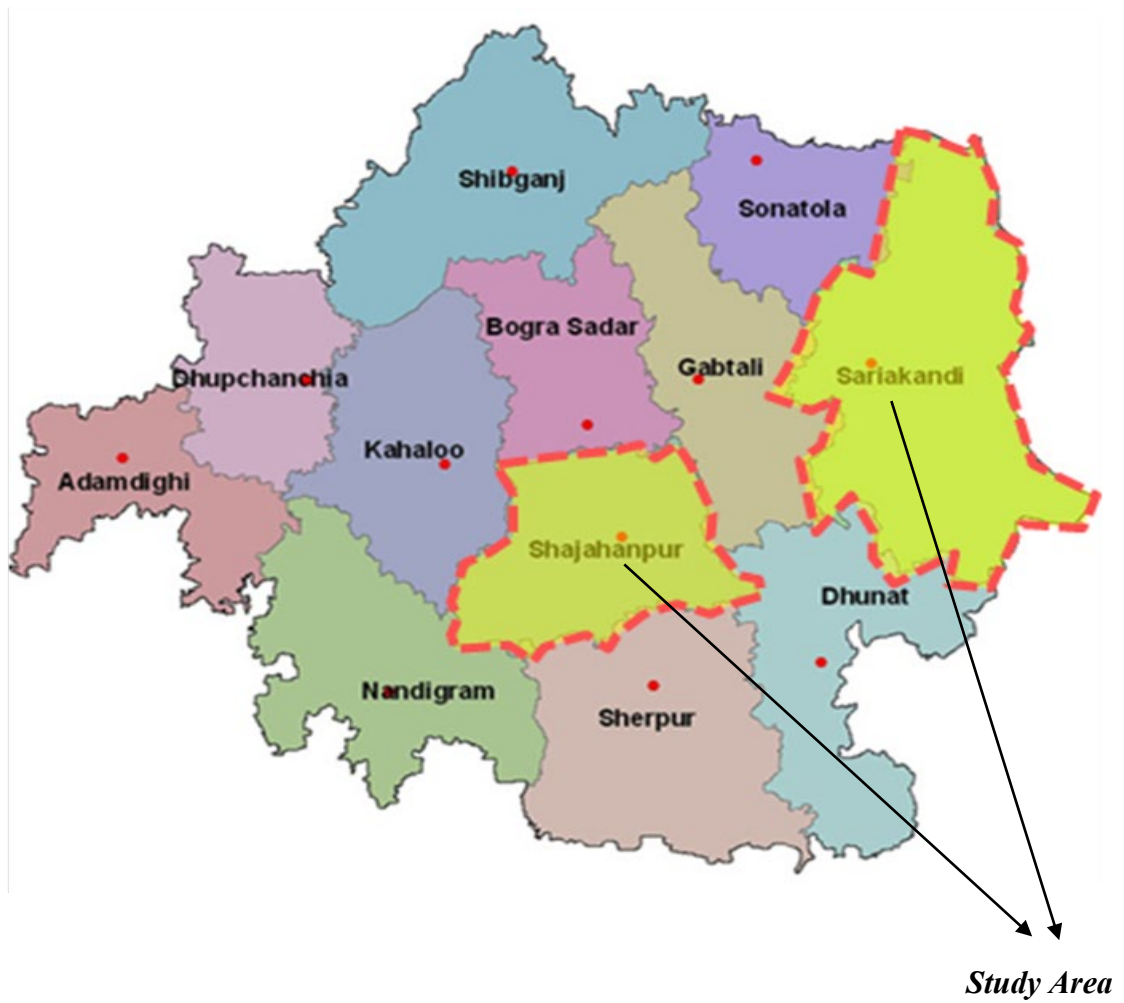 Shibganj
Sonatola
Bogra Sadar
Gabtali
Sariakandi
Dhupchanchia
Kahaloo
Adamdighi
Shajahanpur
Dhunat
Nandigram
Sherpur
Study Area